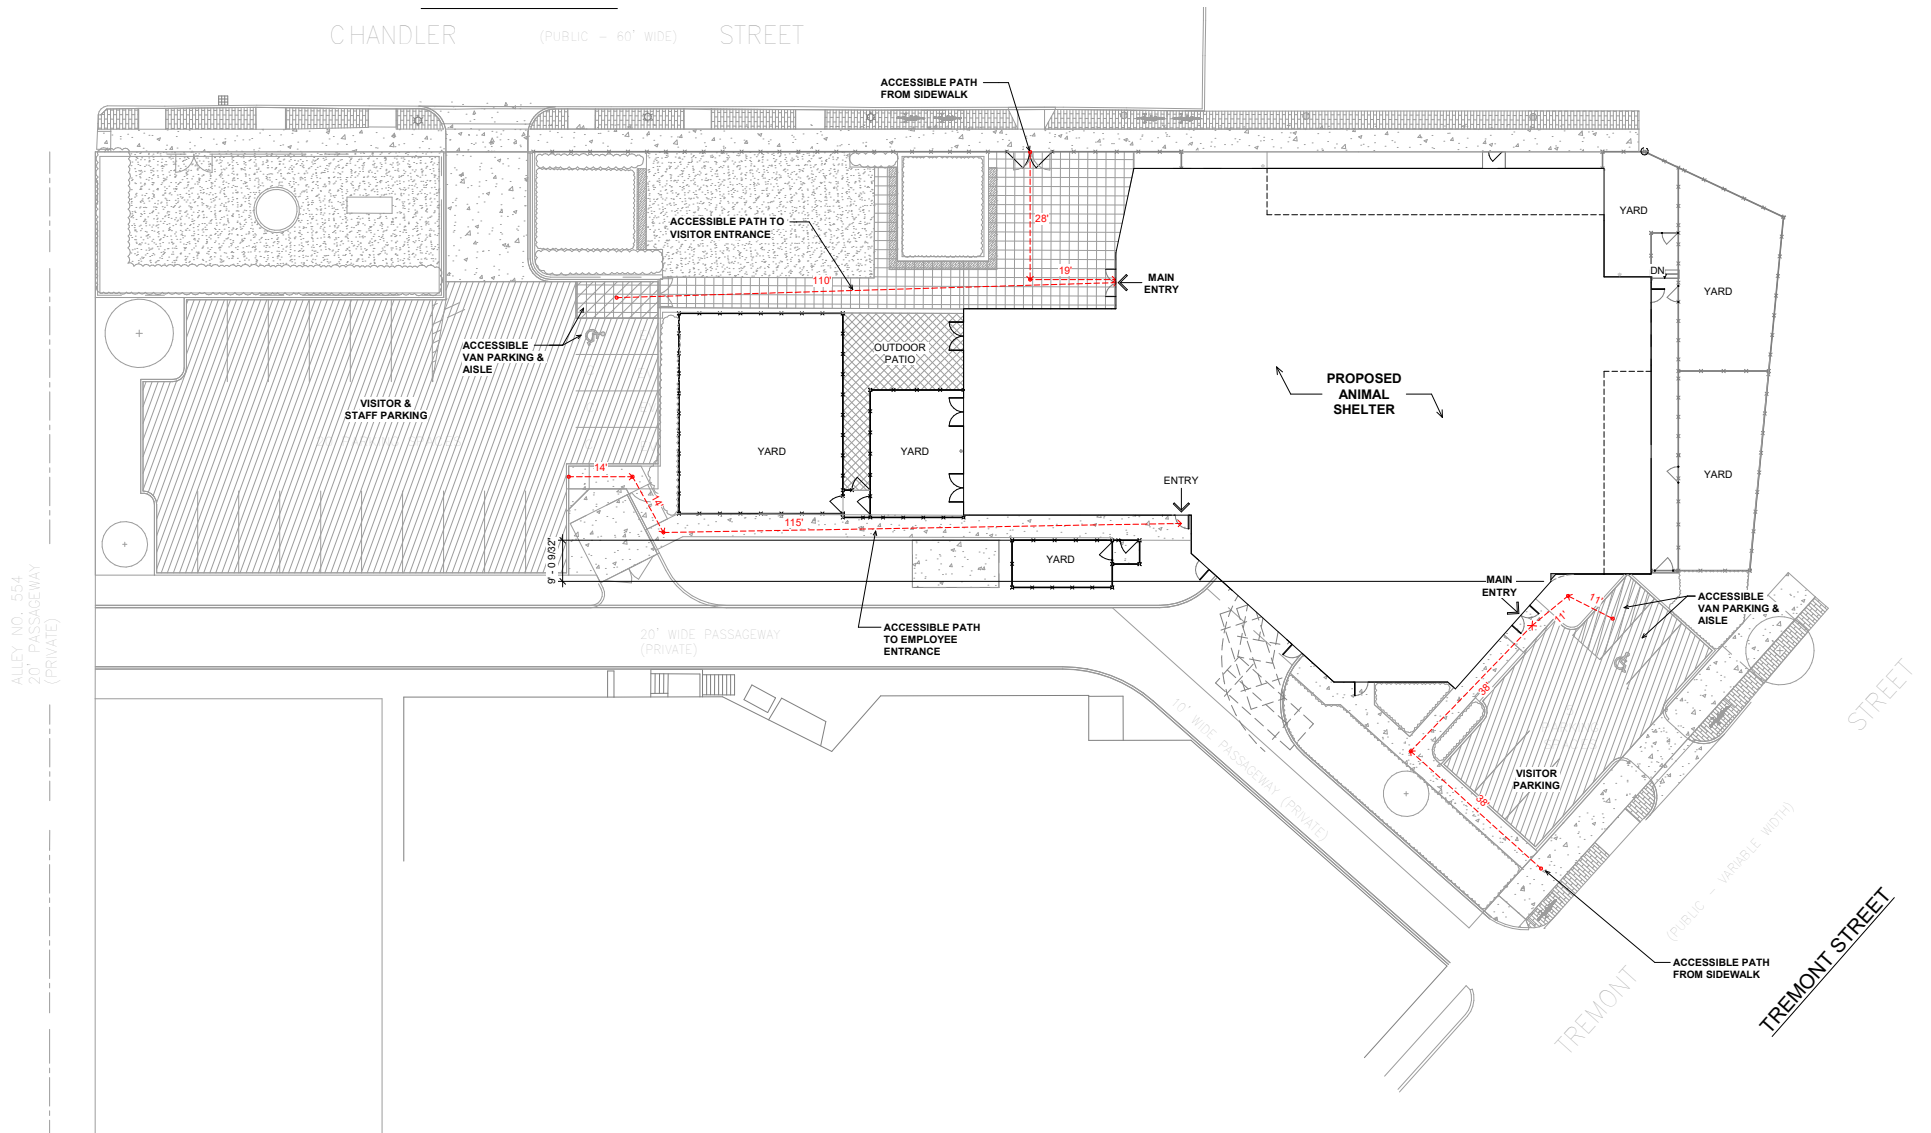 CHANDLER (PUBLIC - 60' WIDE) STREET
ACCESSIBLE PATH
FROM SIDEWALK
ACCESSIBLE PATH TO
VISITOR ENTRANCE
28'
19'
110'
MAIN
ENTRY
YARD
DN
YARD
ACCESSIBLE
VAN PARKING &
AISLE
OUTDOOR
PATIO
VISITOR &
STAFF PARKING
PROPOSED
ANIMAL
SHELTER
YARD
YARD
YARD
ENTRY
14'
14'
115'
9' - 0 9/32"
YARD
MAIN
ENTRY
11'
11'
ACCESSIBLE
VAN PARKING &
AISLE
ALLEY NO. 554
20' PASSAGEWAY
(PRIVATE)
20' WIDE PASSAGEWAY
(PRIVATE)
ACCESSIBLE PATH
TO EMPLOYEE
ENTRANCE
38'
10' WIDE PASSAGEWAY (PRIVATE)
VISITOR
PARKING
38'
STREET
(PUBLIC - VARIABLE WIDTH)
TREMONT
ACCESSIBLE PATH
FROM SIDEWALK
TREMONT STREET